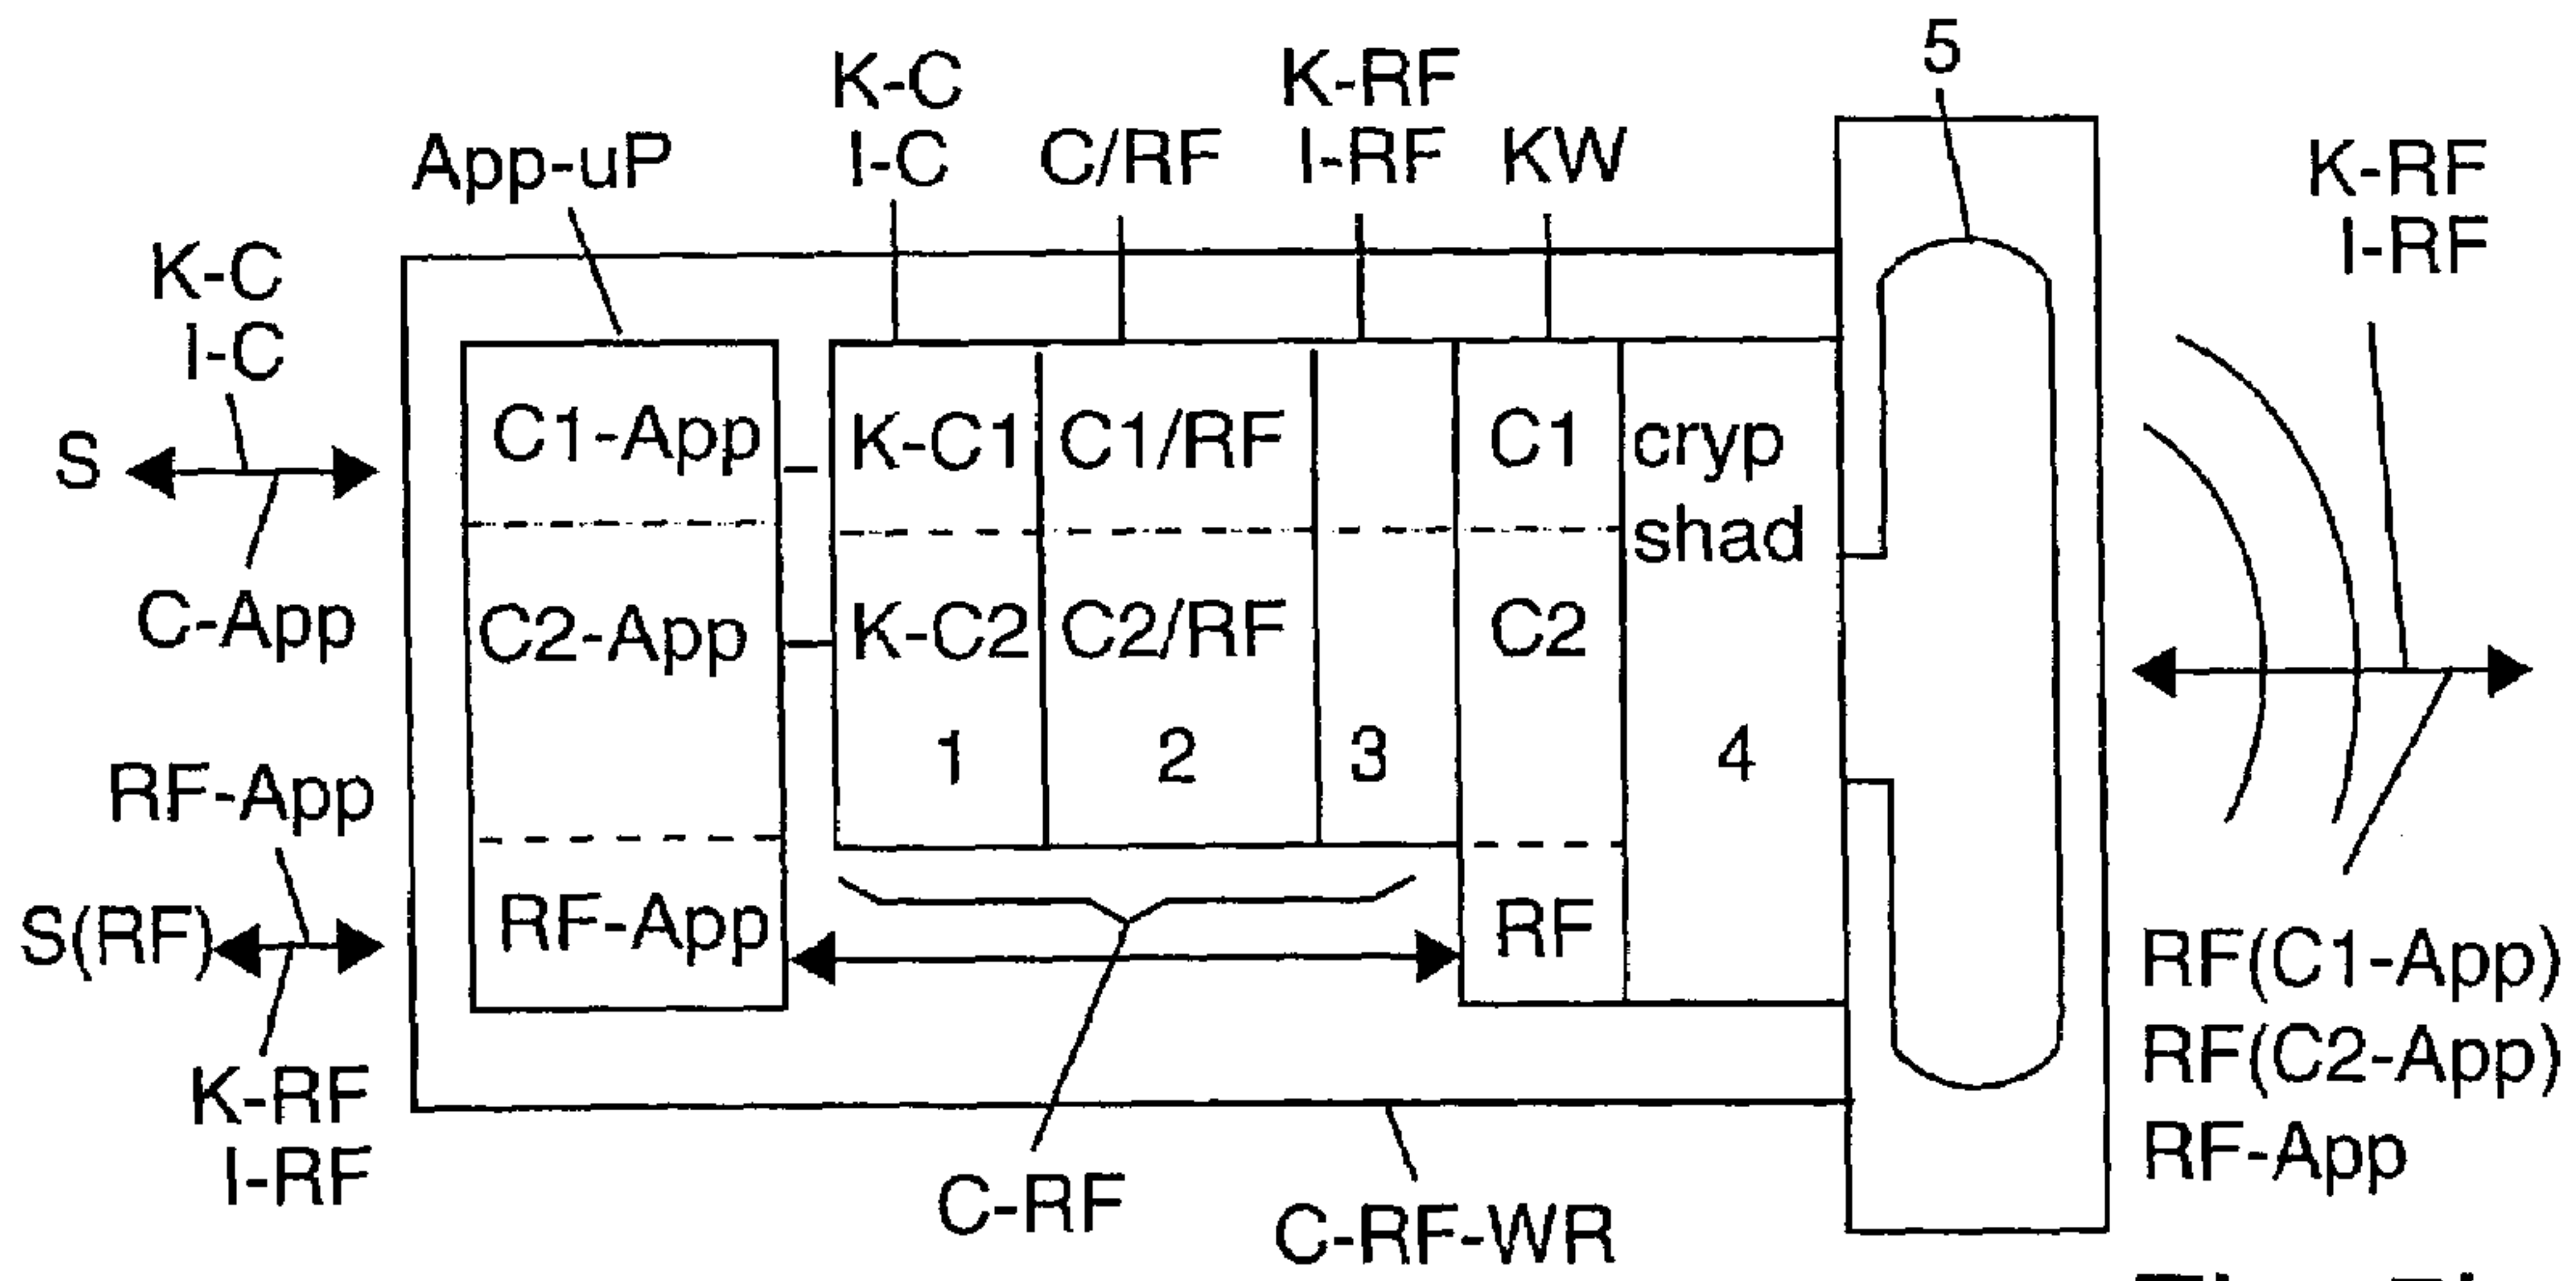 5
K-C
I-C
K-RF
I-RF
App-uP
C/RF
KW
K-RF
I-RF
K-C
I-C
S
C-App
C1-App
K-C1
C1/RF
C1
cryp
shad
C2-App
K-C2
C2/RF
C2
1
2
3
4
RF-App
S(RF)
K-RF
I-RF
RF-App
RF
C-RF
C-RF-WR
RF(C1-App)
RF(C2-App)
RF-App